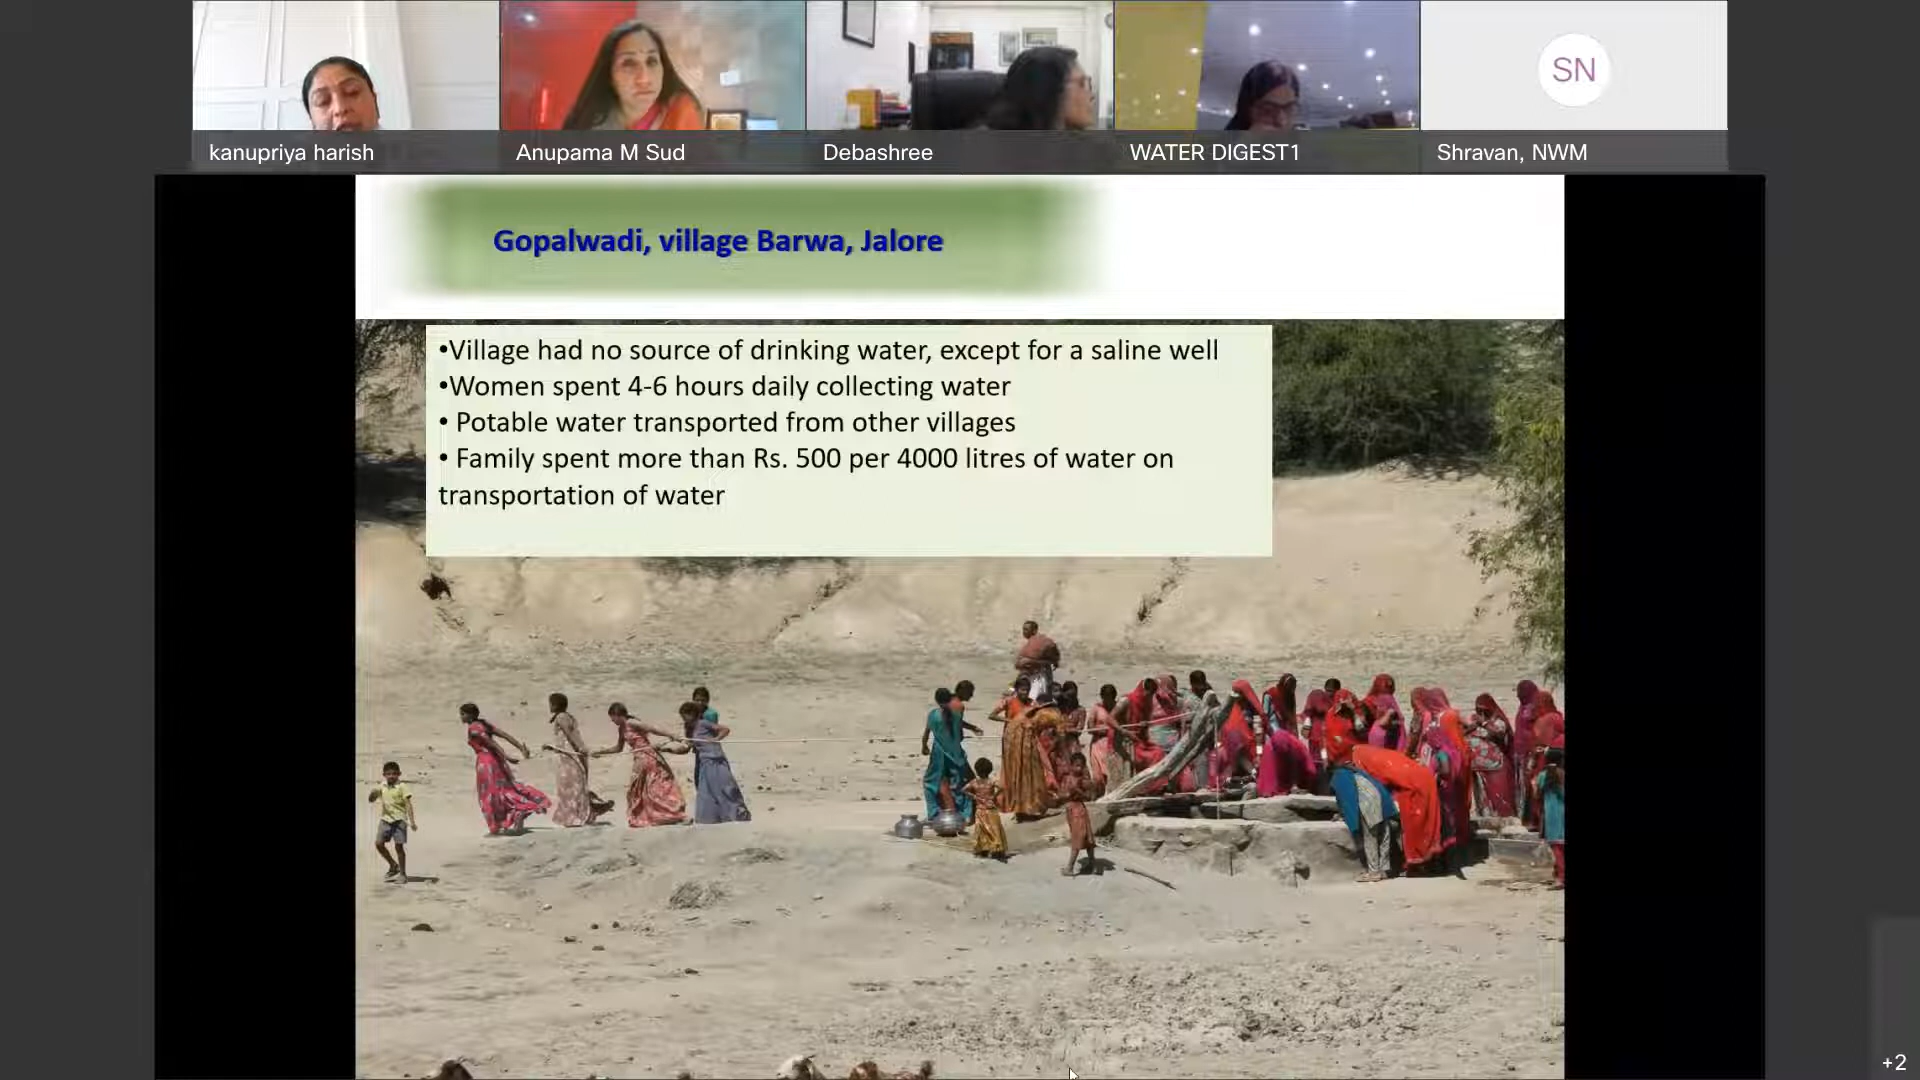 SN
kanupriya harish
Anupama M Sud
Debashree
WATER DIGEST1
Shravan, NWM
Gopalwadi, village Barwa, Jalore
•Village had no source of drinking water, except for a saline well
•Women spent 4-6 hours daily collecting water
• Potable water transported from other villages
• Family spent more than Rs. 500 per 4000 litres of water on
transportation of water
+2